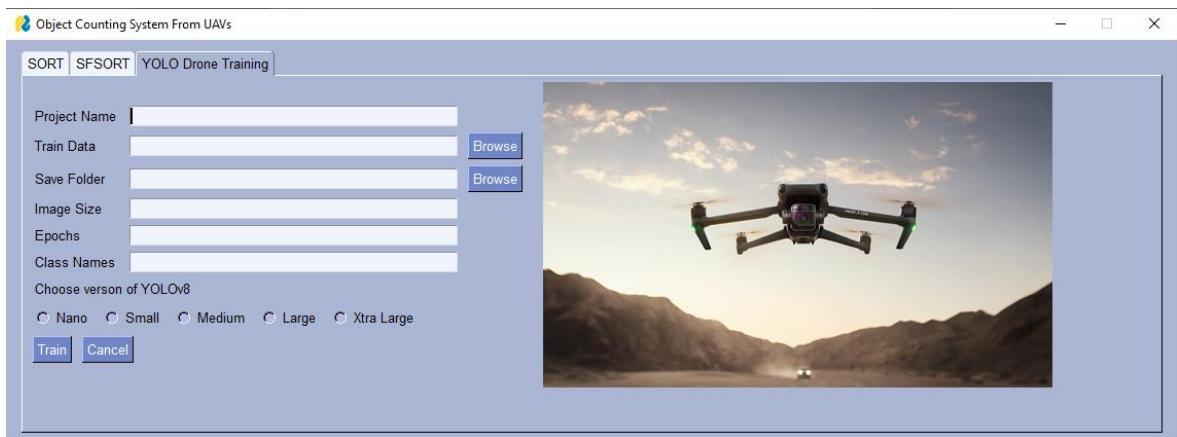 Object Counting System From UAVs
SORT SFSORT YOLO Drone Training
Project Name
Train Data Browse
Save Folder Browse
Image Size
Epochs
Class Names
Choose verson of YOLOv8
Nano Small Medium Large Xtra Large
Train Cancel